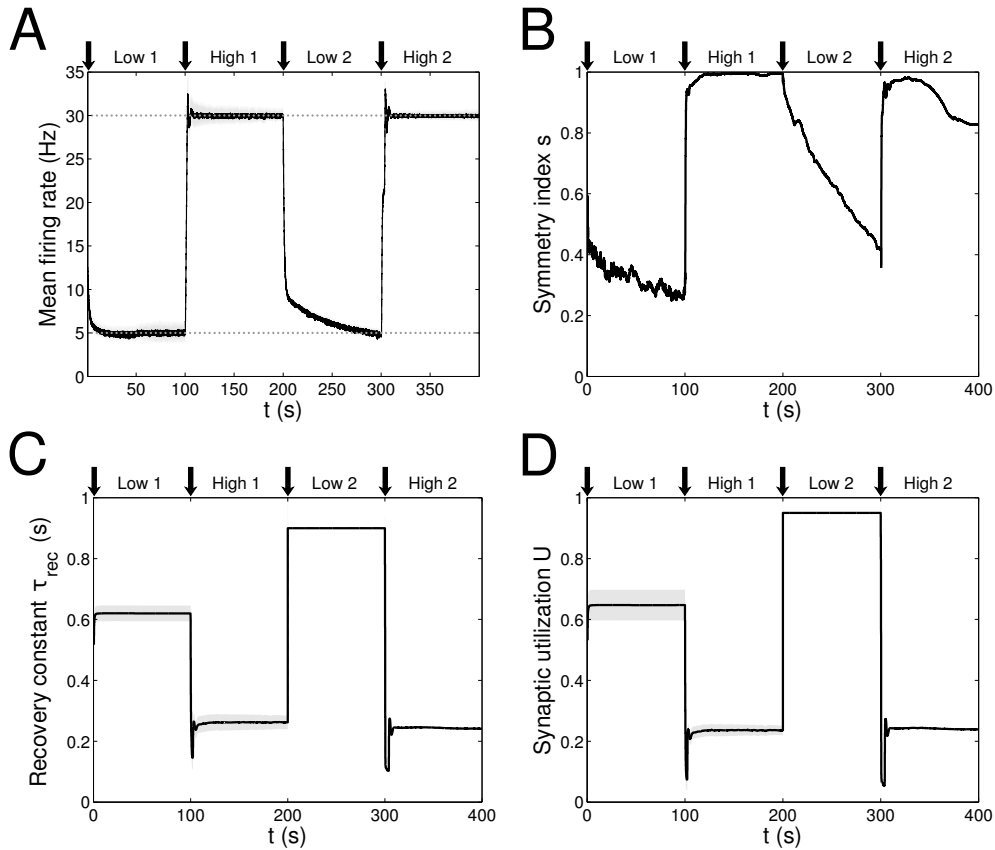 A
Low 1 High 1 Low 2 High 2
35
30
25
20
15
10
5
0
50 100 150 200 250 300 350
Mean firing rate (Hz)
t (s)
B
Low 1 High 1 Low 2 High 2
1
0.8
0.6
0.4
0.2
0
0 100 200 300 400
Symmetry index s
t (s)
C
Low 1 High 1 Low 2 High 2
1
0.8
0.6
0.4
0.2
0
0 100 200 300 400
Recovery constant τrec (s)
t (s)
D
Low 1 High 1 Low 2 High 2
1
0.8
0.6
0.4
0.2
0
0 100 200 300 400
Synaptic utilization U
t (s)